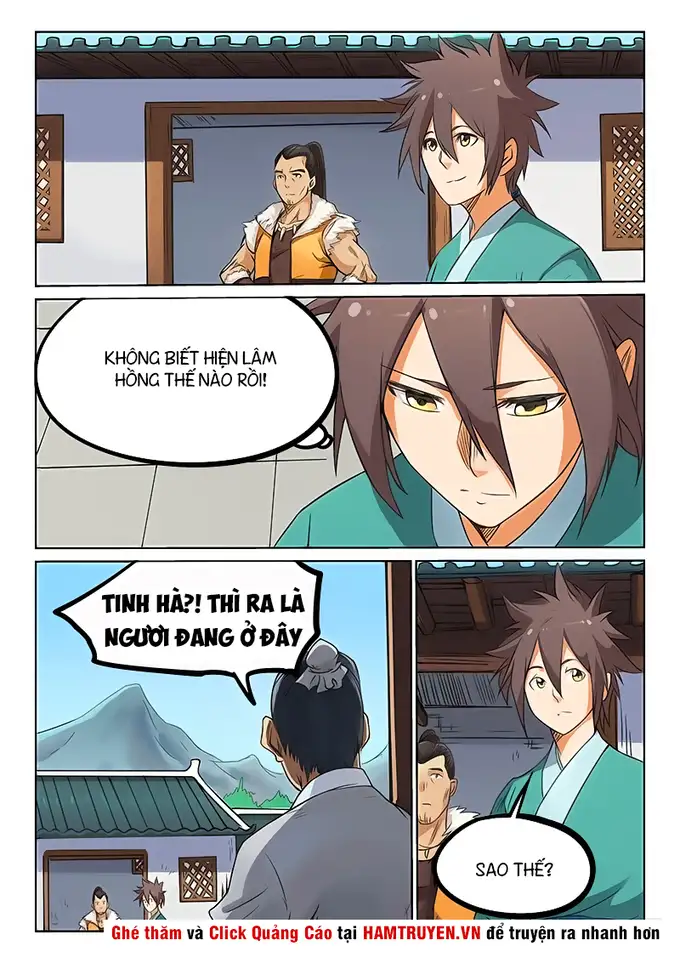 KHÔNG BIẾT HIỆN LÂM
HỒNG THẾ NÀO RỒI!
TINH HÀ?! THÌ RA LÀ
NGƯƠI ĐANG Ở ĐÂY
SAO THẾ?
Ghé thăm và Click Quảng Cáo tại HAMTRUYEN.VN để truyện ra nhanh hơn